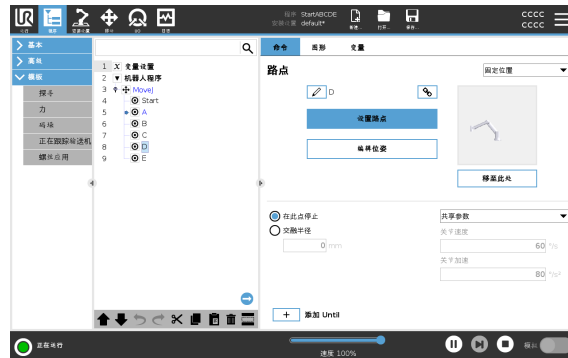 UR
程序 StartABCDE
安装设置 default*
新建...
打开...
保存...
cccc
cccc
运行
程序
安装设置
移动
I/O
日志
基本
高级
模板
探寻
力
码垛
正在跟踪输送机
螺丝应用
1 X 变量设置
2 机器人程序
3 MoveJ
4 Start
5 A
6 B
7 C
8 D
9 E
命令
图形
变量
路点
固定位置
D
设置路点
编辑位姿
移至此处
在此点停止
共享参数
交融半径
关节速度
0 mm
60 °/s
关节加速
80 °/s²
+ 添加 Until
正在运行
速度 100%
模拟